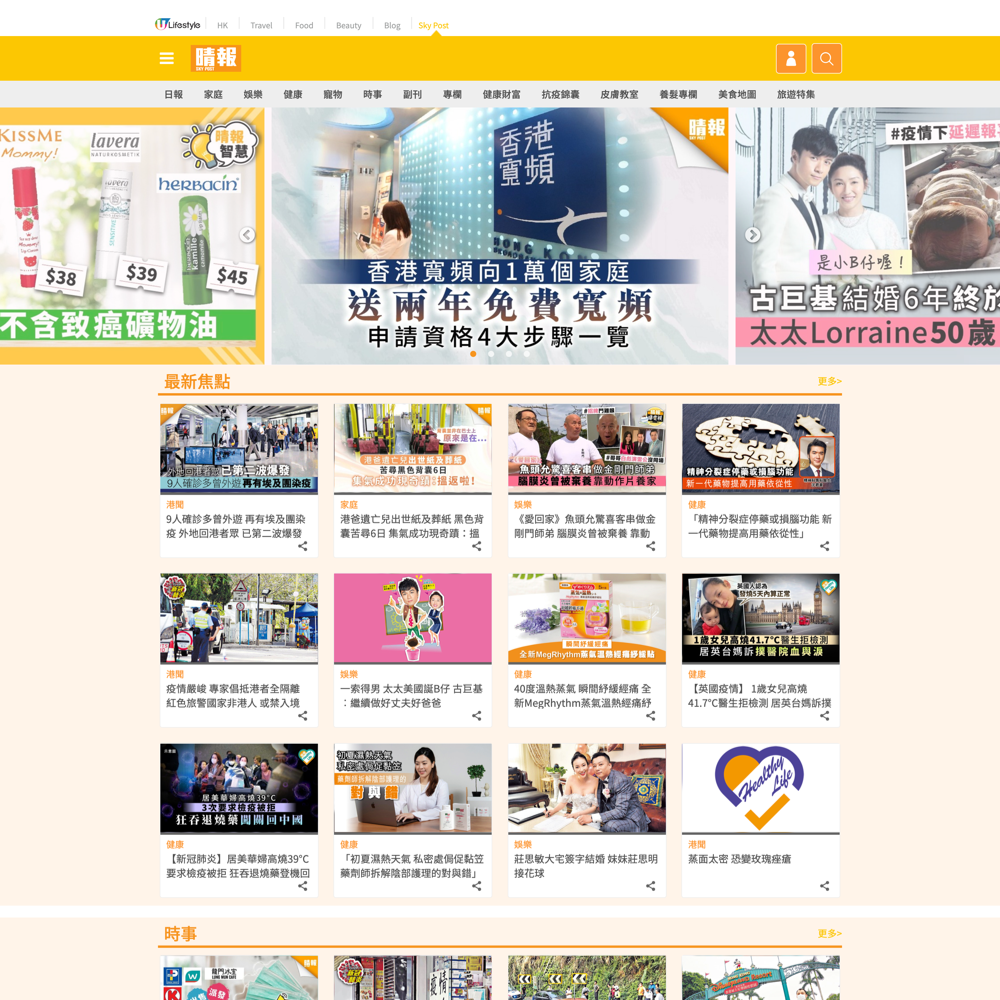 Lifestyle
HK
Travel
Food
Beauty
Blog
Sky Post
晴報
SKY POST
日報
家庭
娛樂
健康
寵物
時事
副刊
專欄
健康財富
抗疫錦囊
皮膚教室
養髮專欄
美食地圖
旅遊特集
KISSME
Mommy!
lavera
NATURKOSMETIK
晴報
智慧
herbacin
$38
$39
$45
不含致癌礦物油
香港
寬頻
晴報
香港寬頻向1萬個家庭
送兩年免費寬頻
申請資格4大步驟一覽
#疫情下延遲報
是小B仔喔！
古巨基結婚6年終於
太太Lorraine50歲
最新焦點
更多>
晴報
外地回港者眾 已第二波爆發
9人確診多曾外遊 再有埃及團染疫
港聞
9人確診多曾外遊 再有埃及團染
疫 外地回港者眾 已第二波爆發
晴報
原來是在...
港爸遺亡兒出世紙及葬紙
苦尋黑色背囊6日
集氣成功現奇蹟：搵返啦！
家庭
港爸遺亡兒出世紙及葬紙 黑色背
囊苦尋6日 集氣成功現奇蹟：搵
魚頭允驚喜客串做金剛門師弟
腦膜炎曾被棄養 靠動作片養家
娛樂
《愛回家》魚頭允驚喜客串做金
剛門師弟 腦膜炎曾被棄養 靠動
精神分裂症停藥或損腦功能
新一代藥物提高用藥依從性
健康
「精神分裂症停藥或損腦功能 新
一代藥物提高用藥依從性」
港聞
疫情嚴峻 專家倡抵港者全隔離
紅色旅警國家非港人 或禁入境
娛樂
一索得男 太太美國誕B仔 古巨基
：繼續做好丈夫好爸爸
瞬間紓緩經痛
全新MegRhythm蒸氣溫熱經痛紓緩貼
健康
40度溫熱蒸氣 瞬間紓緩經痛 全
新MegRhythm蒸氣溫熱經痛紓
英國人認為
發燒5天內算正常
1歲女兒高燒41.7℃醫生拒檢測
居英台媽訴撲醫院血與淚
健康
【英國疫情】 1歲女兒高燒
41.7℃醫生拒檢測 居英台媽訴撲
居美華婦高燒39℃
3次要求檢疫被拒
狂吞退燒藥闖關回中國
健康
【新冠肺炎】居美華婦高燒39℃
要求檢疫被拒 狂吞退燒藥登機回
初夏濕熱天氣
私密處侷促黏笠
藥劑師拆解陰部護理的
對與錯
健康
「初夏濕熱天氣 私密處侷促黏笠
藥劑師拆解陰部護理的對與錯」
娛樂
莊思敏大宅簽字結婚 妹妹莊思明
接花球
Healthy
Life
港聞
蒸面太密 恐變玫瑰痤瘡
時事
更多>
龍門冰室
晴報